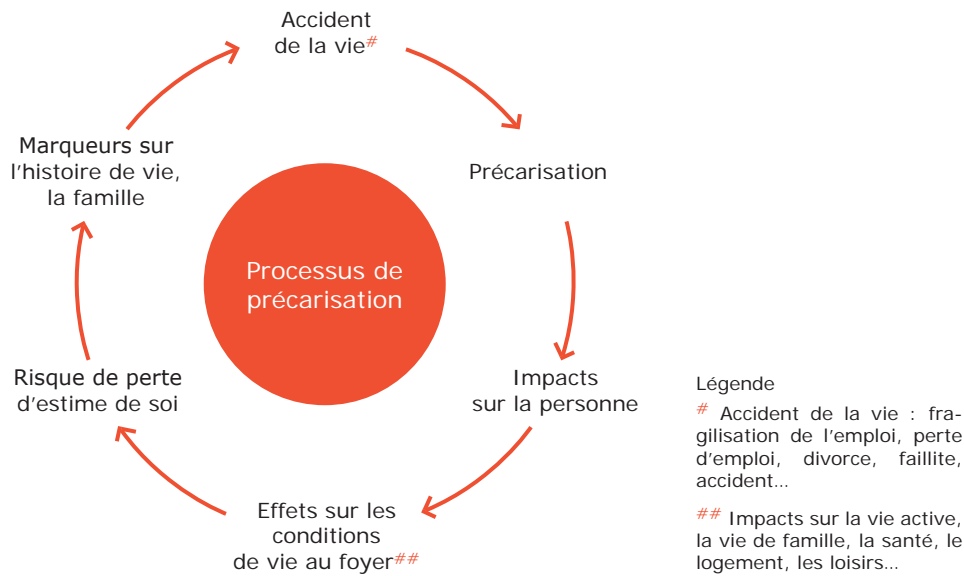 Accident
de la vie#
Précarisation
Impacts
sur la personne
Effets sur les
conditions
de vie au foyer##
Risque de perte
d'estime de soi
Marqueurs sur
l'histoire de vie,
la famille
Processus de
précarisation
Légende
# Accident de la vie : fra-
gilisation de l'emploi, perte
d'emploi, divorce, faillite,
accident...
## Impacts sur la vie active,
la vie de famille, la santé, le
logement, les loisirs...